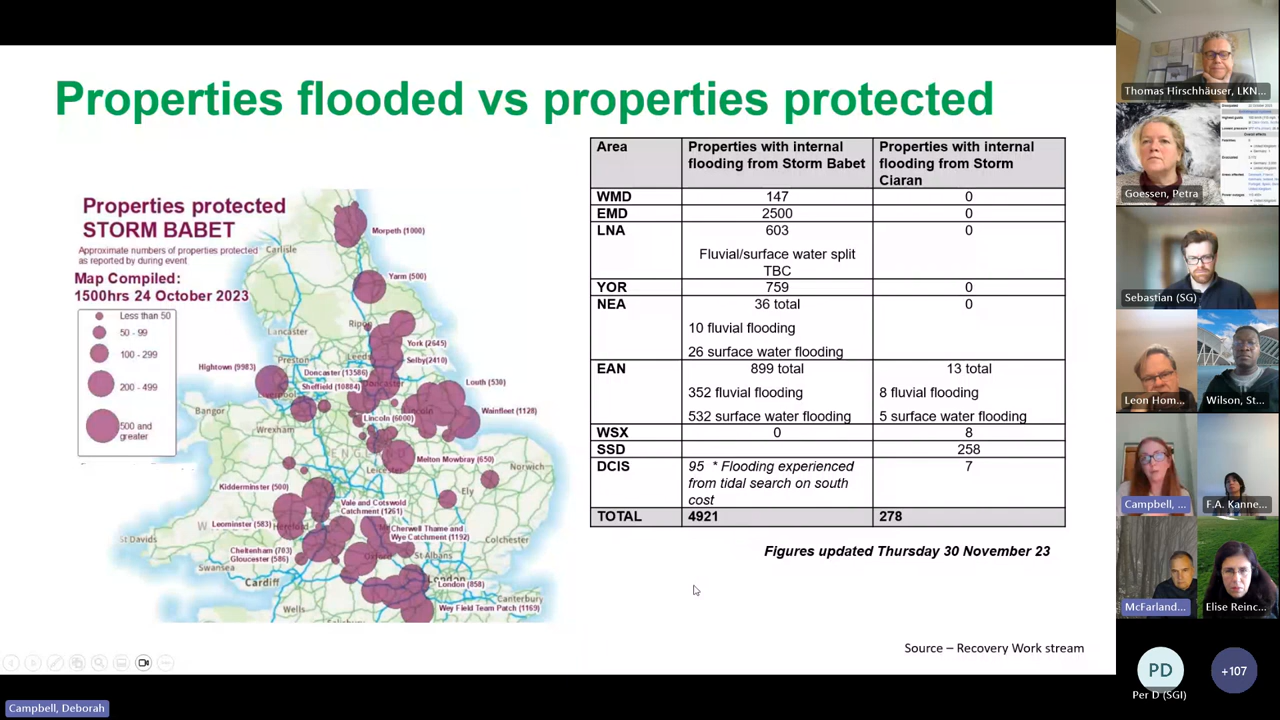 Properties flooded vs properties protected
Properties protected
STORM BABET
Approximate numbers of properties protected
as reported by during event
Map Compiled:
1500hrs 24 October 2023
Less than 50
50 - 99
100 - 299
200 - 499
500 and
greater
Carlisle
Morpeth (1000)
Yarm (500)
Lancaster
Ripon
York (2645)
Preston
Leeds
Selby(2410)
Hightown (9983)
Doncaster (13586)
Doncaster
Sheffield (10884)
Louth (530)
Liverpool
Bangor
Lincoln
Wainfleet (1128)
Lincoln (6000)
Wrexham
ENGLAND
Melton Mowbray (650)
Leicester
Norwich
Kidderminster (500)
Ely
Vale and Cotswold
Catchment (1261)
Leominster (583)
Hereford
Cherwell Thame and
Wye Catchment (1192)
St Davids
Colchester
Cheltenham (703)
Gloucester (586)
Oxford
St Albans
Swansea
Cardiff
London
London (858)
Canterbury
Wells
Wey Field Team Patch (1169)
Area
Properties with internal
flooding from Storm Babet
Properties with internal
flooding from Storm
Ciaran
WMD 147 0
EMD 2500 0
LNA 603 0
Fluvial/surface water split
TBC
YOR 759 0
NEA 36 total 0
10 fluvial flooding
26 surface water flooding
EAN 899 total 13 total
352 fluvial flooding 8 fluvial flooding
532 surface water flooding 5 surface water flooding
WSX 0 8
SSD 258
DCIS 95 * Flooding experienced 7
from tidal search on south
cost
TOTAL 4921 278
Figures updated Thursday 30 November 23
Source – Recovery Work stream
Campbell, Deborah
Thomas Hirschhäuser, LKN...
Goessen, Petra
Sebastian (SG)
Leon Hom...
Wilson, St...
Campbell, ...
F.A. Kanne...
McFarland...
Elise Reinc...
PD
Per D (SGI)
+107